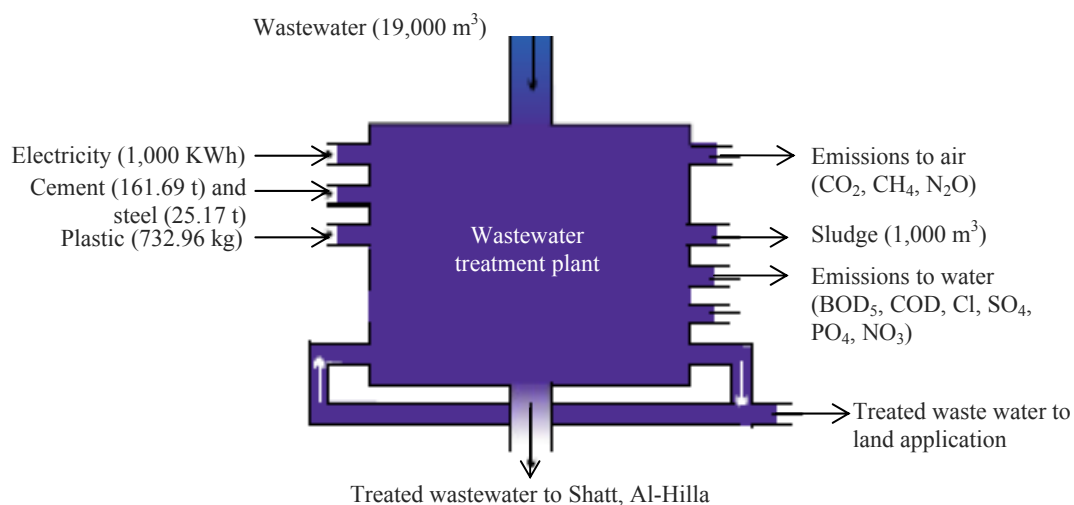 Wastewater (19,000 m³)
Electricity (1,000 KWh)
Cement (161.69 t) and
steel (25.17 t)
Plastic (732.96 kg)
Wastewater
treatment plant
Emissions to air
(CO₂, CH₄, N₂O)
Sludge (1,000 m³)
Emissions to water
(BOD₅, COD, Cl, SO₄,
PO₄, NO₃)
Treated waste water to
land application
Treated wastewater to Shatt, Al-Hilla